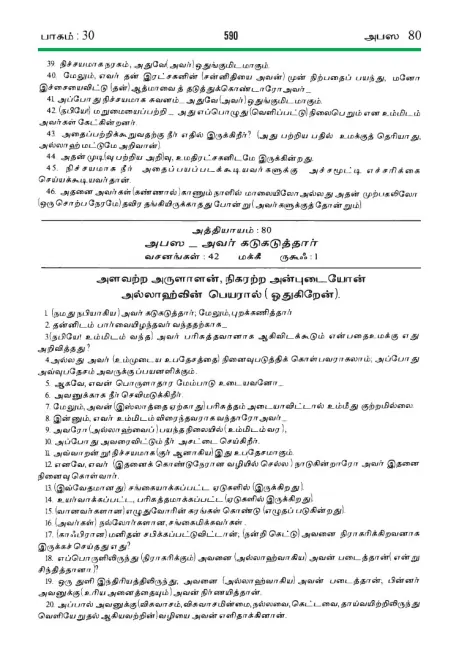 பாகம் : 30 590 அபஸ 80
39. நிச்சயமாக நரகம், அதுவே(அவர்) ஒதுங்குமிடமாகும்.
40. மேலும், எவர் தன் இரட்சகனின் (சன்னிதியை அவன்) முன் நிற்பதைப் பயந்து, மனோ
இச்சையைவிட்டு (தன்) ஆத்மாவைத் தடுத்துக்கொண்டாரோ அவர்_
41. அப்போது நிச்சயமாக சுவனம்_ அதுவே (அவர்) ஒதுங்குமிடமாகும்.
42. (நபியே!) மறுமையைப்பற்றி_ அது எப்பொழுது (வெளிப்பட்டு) நிலைபெறும் என உம்மிடம்
அவர்கள் கேட்கின்றனர்.
43. அதைப்பற்றிக்கூறுவதற்கு நீர் எதில் இருக்கிறீர்? (அது பற்றிய பதில் உமக்குத் தெரியாது,
அல்லாஹ் மட்டுமே அறிவான்).
44. அதன் முடிவு பற்றிய அறிவு, உமதிரட்சகனிடமே இருக்கின்றது.
45. நிச்சயமாக நீர் அதைப் பயப்படக்கூடியவர்களுக்கு அச்சமூட்டி எச்சரிக்கை
செய்யக்கூடியவர்தான்.
46. அதனை அவர்கள் (கண்ணால்) காணும் நாளில் மாலையிலோ அல்லது அதன் முற்பகலிலோ
(ஒரு சொற்ப நேரமே) தவிர தங்கியிருக்காதது போன்று (அவர்களுக்குத் தோன்றும்)
அத்தியாயம் : 80
அபஸ _ அவர் கடுகடுத்தார்
வசனங்கள் : 42 மக்கீ ருகூஃ : 1
அளவற்ற அருளாளன், நிகரற்ற அன்புடையோன்
அல்லாஹ்வின் பெயரால் ( ஓதுகிறேன்).
1. (நமது நபியாகிய) அவர் கடுகடுத்தார்; மேலும், புறக்கணித்தார்
2. தன்னிடம் பார்வையிழந்தவர் வந்ததற்காக_
3.(நபியே! உம்மிடம் வந்த) அவர் பரிசுத்தவானாக ஆகிவிடக்கூடும் என்பதை உமக்கு எது
அறிவித்தது?
4.அல்லது அவர் (உம்முடைய உபதேசத்தை) நினைவுபடுத்திக் கொள்பவராகலாம்; அப்போது
அவ்வுபதேசம் அவருக்குப் பயனளிக்கும்.
5. ஆகவே, எவன் பொருளாதார மேம்பாடு உடையவனோ_
6. அவனுக்காக நீர் செவிமடுக்கிறீர்.
7. மேலும், அவன் (இஸ்லாத்தை ஏற்காது) பரிசுத்தம் அடையாவிட்டால் உம்மீது குற்றமில்லை.
8. இன்னும், எவர் உம்மிடம் விரைந்தவராக வந்தாரோ அவர்_
9. அவரோ (அல்லாஹ்வைப்) பயந்த நிலையில் (உம்மிடம் வர),
10. அப்போது அவரைவிட்டும் நீர் அசட்டை செய்கிறீர்.
11. அவ்வாறன்று! நிச்சயமாக (குர் ஆனாகிய) இது உபதேசமாகும்.
12. எனவே, எவர் (இதனைக் கொண்டு நேரான வழியில் செல்ல) நாடுகின்றாரோ அவர் இதனை
நினைவு கொள்வார்.
13. (இவ்வேதமானது) சங்கையாக்கப்பட்ட ஏடுகளில் (இருக்கிறது).
14. உயர்வாக்கப்பட்ட, பரிசுத்தமாக்கப்பட்ட (ஏடுகளில் இருக்கிறது).
15. (வானவர்களான) எழுதுவோரின் கரங்கள் கொண்டு (எழுதப் படுகின்றது).
16. (அவர்கள்) நல்லோர்களான, சங்கைமிக்கவர்கள்.
17. (காஃபிரான) மனிதன் சபிக்கப்பட்டுவிட்டான்; (நன்றி கெட்டு) அவனை நிராகரிக்கிறவனாக
இருக்கச் செய்தது எது?
18. எப்பொருளிலிருந்து (நிராகரிக்கும்) அவனை (அல்லாஹ்வாகிய) அவன் படைத்தான்( என்று
சிந்தித்தானா)?
19. ஒரு துளி இந்திரியத்திலிருந்து, அவனை (அல்லாஹ்வாகிய) அவன் படைத்தான், பின்னர்
அவனுக்கு (உரிய அனைத்தையும்) அவன் நிர்ணயித்தான்.
20. அப்பால் அவனுக்கு (விசுவாசம், விசுவாசமின்மை, நல்லவை, கெட்டவை, தாய்வயிற்றிலிருந்து
வெளியேறுதல் ஆகியவற்றின்) வழியை அவன் எளிதாக்கினான்.